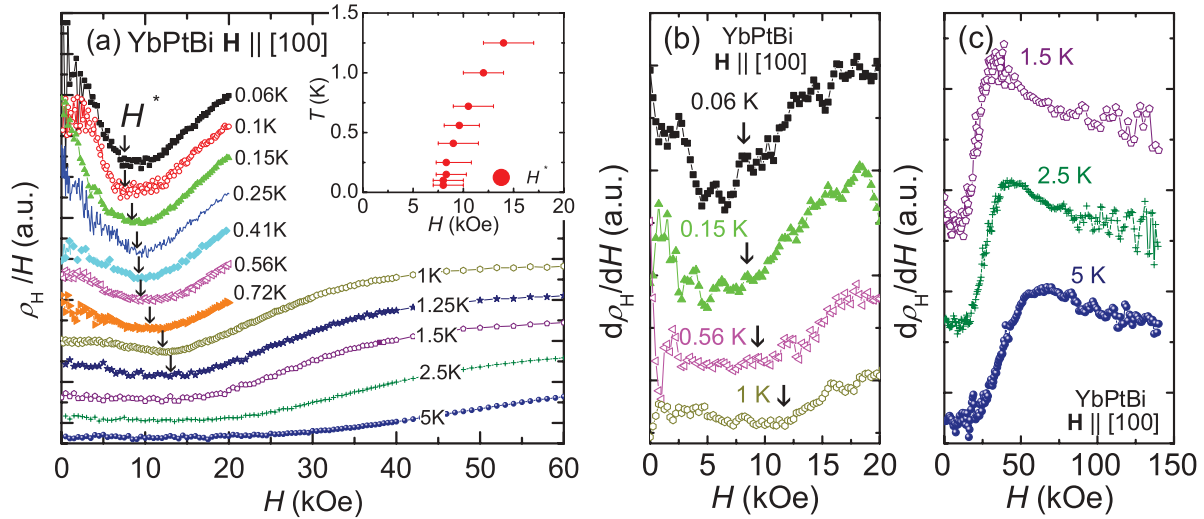 (a) YbPtBi H || [100]
H*
0.06K
0.1K
0.15K
0.25K
0.41K
0.56K
0.72K
1K
1.25K
1.5K
2.5K
5K
ρH/H (a.u.)
0 10 20 30 40 50 60
H (kOe)
1.5
1.0
0.5
0.0
T (K)
H*
0 5 10 15 20
H (kOe)
(b) YbPtBi
H || [100]
0.06 K
0.15 K
0.56 K
1 K
dρH/dH (a.u.)
0 5 10 15 20
H (kOe)
(c)
1.5 K
2.5 K
5 K
YbPtBi
H || [100]
dρH/dH (a.u.)
0 50 100 150
H (kOe)